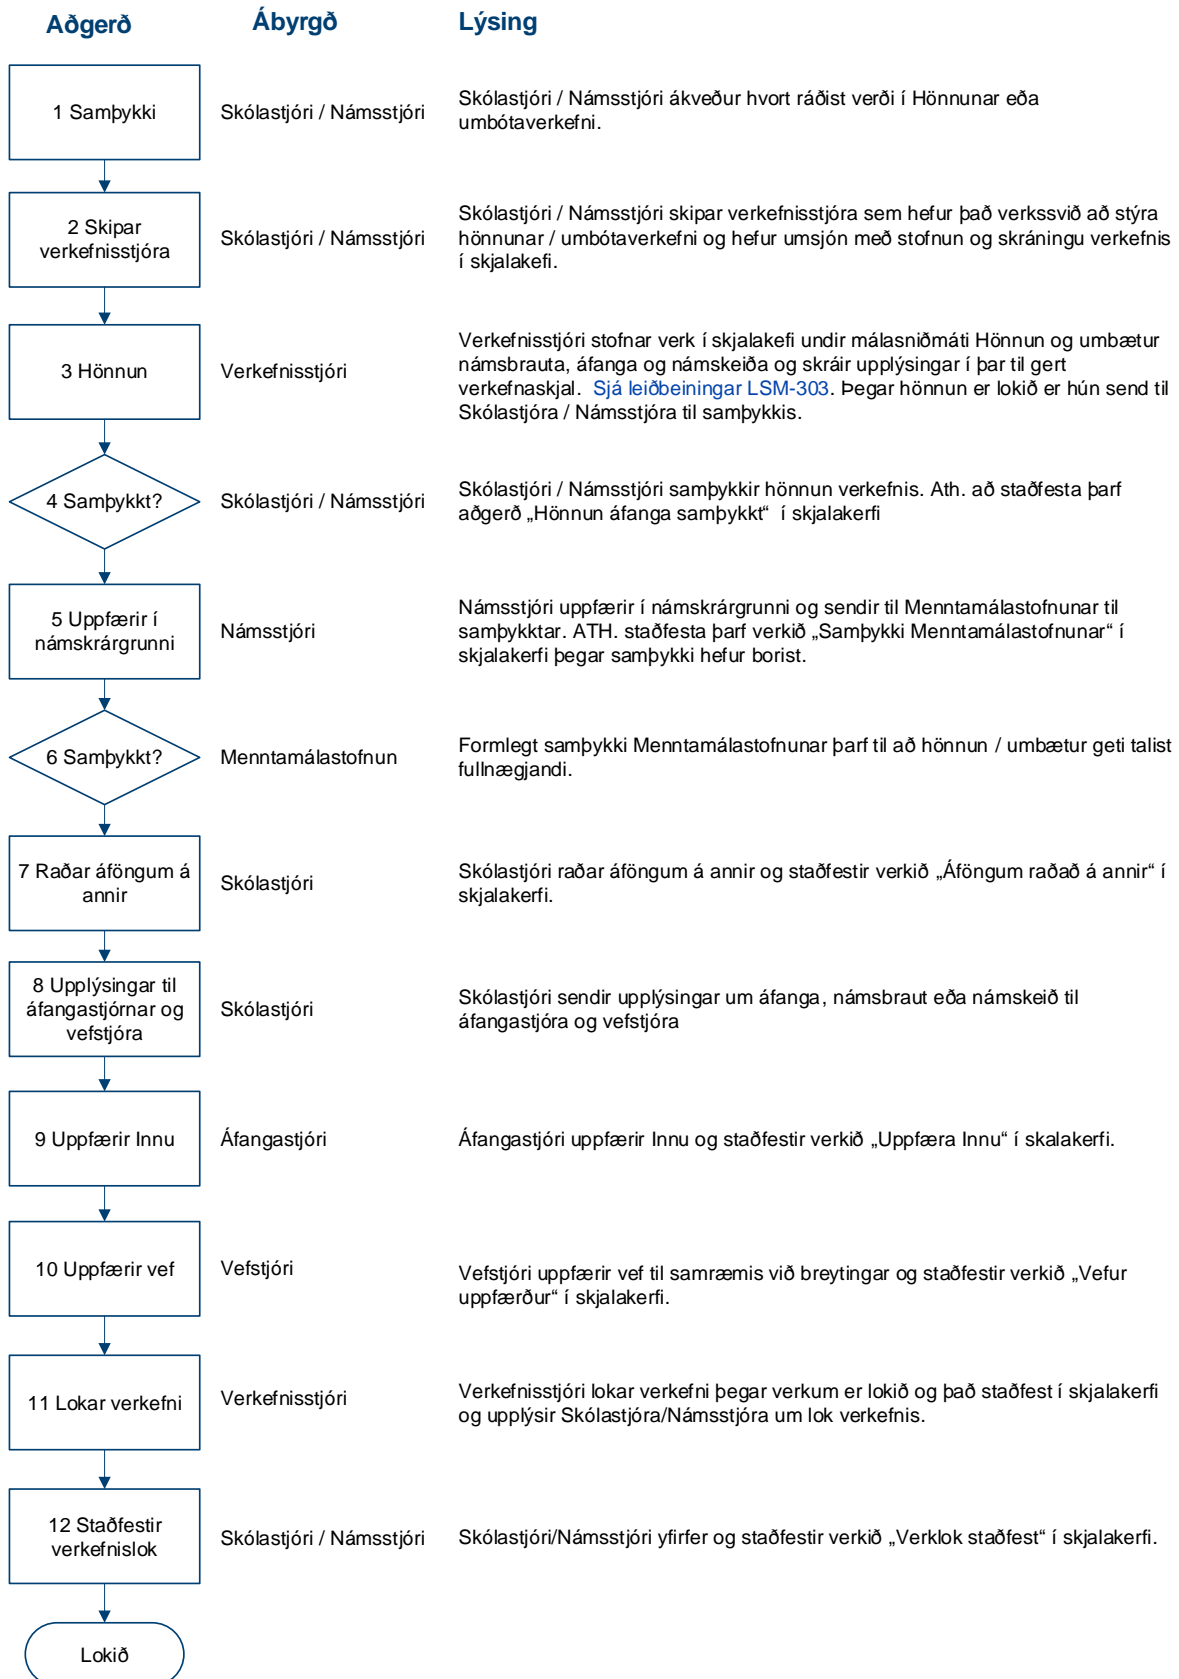 Aðgerð
Ábyrgð
Lýsing
1 Samþykki
Skólastjóri / Námsstjóri
Skólastjóri / Námsstjóri ákveður hvort ráðist verði í Hönnunar eða
umbótaverkefni.
2 Skipar
verkefnisstjóra
Skólastjóri / Námsstjóri
Skólastjóri / Námsstjóri skipar verkefnisstjóra sem hefur það verkssvið að stýra
hönnunar / umbótaverkefni og hefur umsjón með stofnun og skráningu verkefnis
í skjalakefi.
3 Hönnun
Verkefnisstjóri
Verkefnisstjóri stofnar verk í skjalakefi undir málasniðmáti Hönnun og umbætur
námsbrauta, áfanga og námskeiða og skráir upplýsingar í þar til gert
verkefnaskjal.  Sjá leiðbeiningar LSM-303. Þegar hönnun er lokið er hún send til
Skólastjóra / Námsstjóra til samþykkis.
4 Samþykkt?
Skólastjóri / Námsstjóri
Skólastjóri / Námsstjóri samþykkir hönnun verkefnis. Ath. að staðfesta þarf
aðgerð „Hönnun áfanga samþykkt“  í skjalakerfi
5 Uppfærir í
námskrárgrunni
Námsstjóri
Námsstjóri uppfærir í námskrárgrunni og sendir til Menntamálastofnunar til
samþykktar. ATH. staðfesta þarf verkið „Samþykki Menntamálastofnunar“ í
skjalakerfi þegar samþykki hefur borist.
6 Samþykkt?
Menntamálastofnun
Formlegt samþykki Menntamálastofnunar þarf til að hönnun / umbætur geti talist
fullnægjandi.
7 Raðar áföngum á
annir
Skólastjóri
Skólastjóri raðar áföngum á annir og staðfestir verkið „Áföngum raðað á annir“ í
skjalakerfi.
8 Upplýsingar til
áfangastjórnar og
vefstjóra
Skólastjóri
Skólastjóri sendir upplýsingar um áfanga, námsbraut eða námskeið til
áfangastjóra og vefstjóra
9 Uppfærir Innu
Áfangastjóri
Áfangastjóri uppfærir Innu og staðfestir verkið „Uppfæra Innu“ í skalakerfi.
10 Uppfærir vef
Vefstjóri
Vefstjóri uppfærir vef til samræmis við breytingar og staðfestir verkið „Vefur
uppfærður“ í skjalakerfi.
11 Lokar verkefni
Verkefnisstjóri
Verkefnisstjóri lokar verkefni þegar verkum er lokið og það staðfest í skjalakerfi
og upplýsir Skólastjóra/Námsstjóra um lok verkefnis.
12 Staðfestir
verkefnislok
Skólastjóri / Námsstjóri
Skólastjóri/Námsstjóri yfirfer og staðfestir verkið „Verklok staðfest“ í skjalakerfi.
Lokið